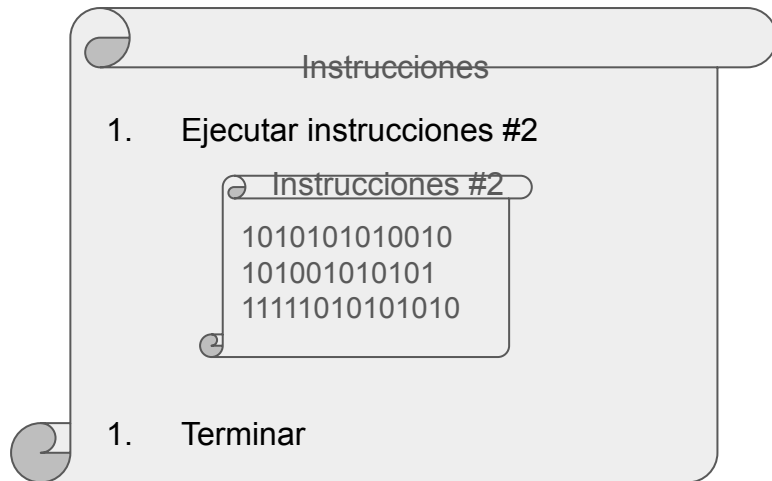 Instrucciones
1. Ejecutar instrucciones #2
Instrucciones #2
1010101010010
101001010101
11111010101010
1. Terminar